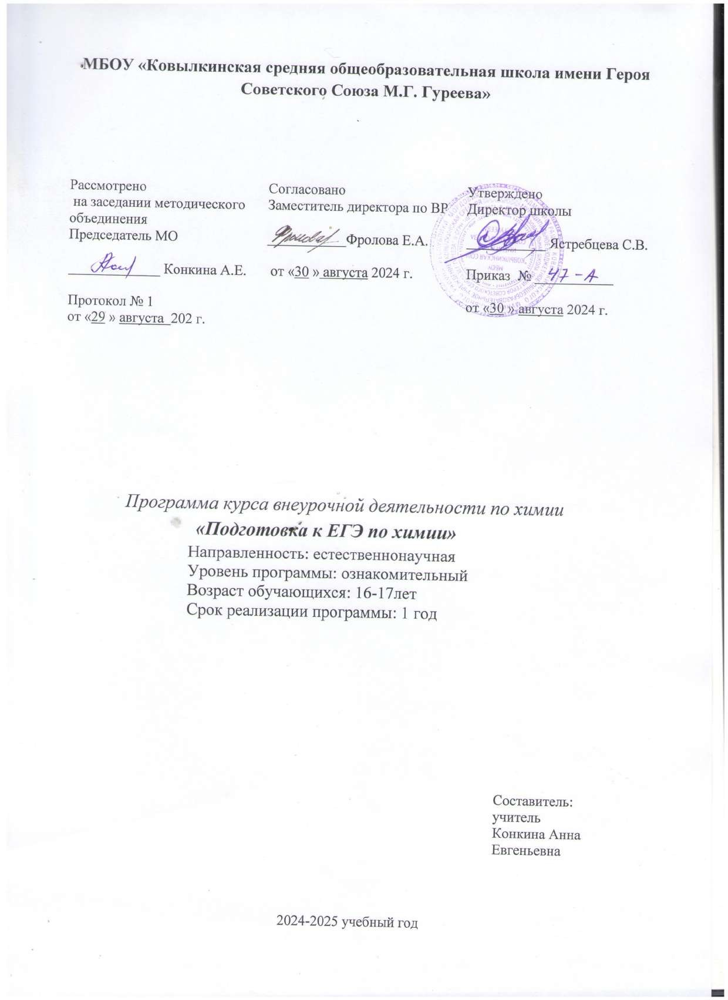 МБОУ «Ковылкинская средняя общеобразовательная школа имени Героя
Советского Союза М.Г. Гуреева»
Рассмотрено
на заседании методического
объединения
Председатель МО
Конкина А.Е.
Протокол № 1
от «29 » августа 202 г.
Согласовано
Заместитель директора по ВР
Фролова Е.А.
от «30 » августа 2024 г.
Утверждено
Директор школы
Ястребцева С.В.
Приказ № 47-А
от «30 » августа 2024 г.
Программа курса внеурочной деятельности по химии
«Подготовка к ЕГЭ по химии»
Направленность: естественнонаучная
Уровень программы: ознакомительный
Возраст обучающихся: 16-17лет
Срок реализации программы: 1 год
Составитель:
учитель
Конкина Анна
Евгеньевна
2024-2025 учебный год